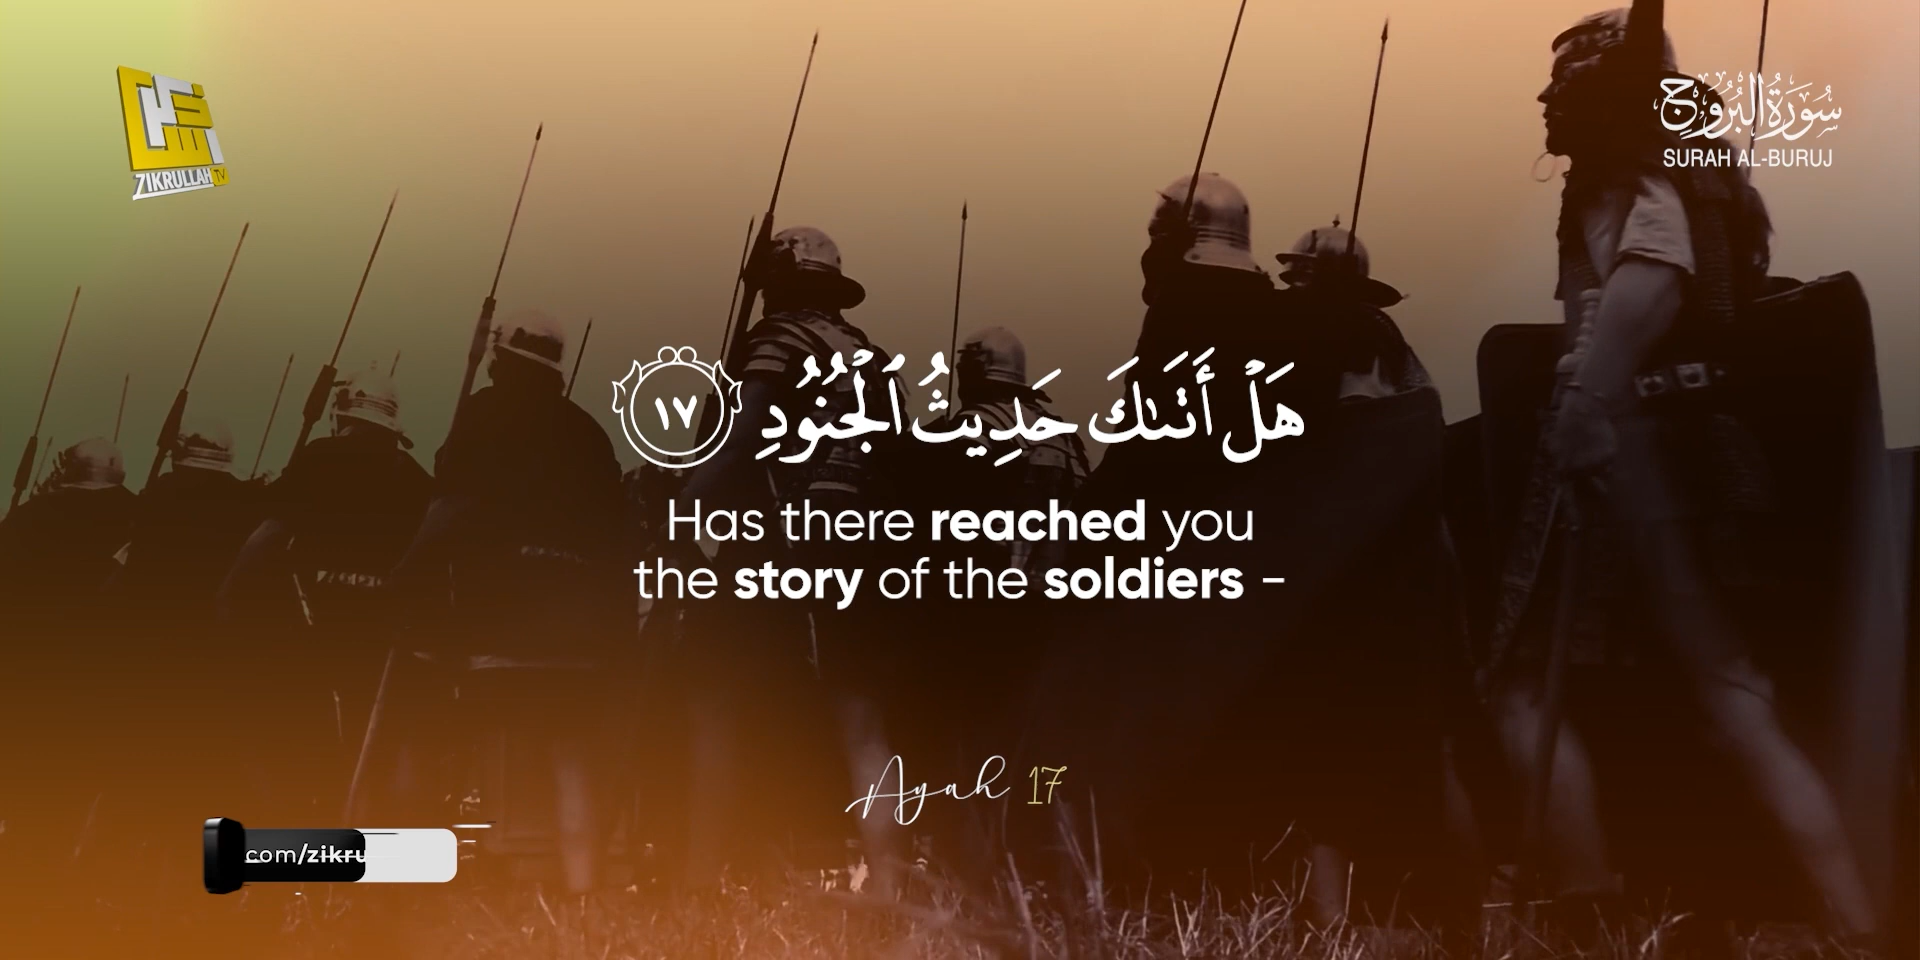 ZIKRULLAH TV
سُورَةُ الْبُرُوجِ
SURAH AL-BURUJ
هَلْ أَتَىٰكَ حَدِيثُ ٱلْجُنُودِ ١٧
Has there reached you
the story of the soldiers -
Ayah 17
com/zikru